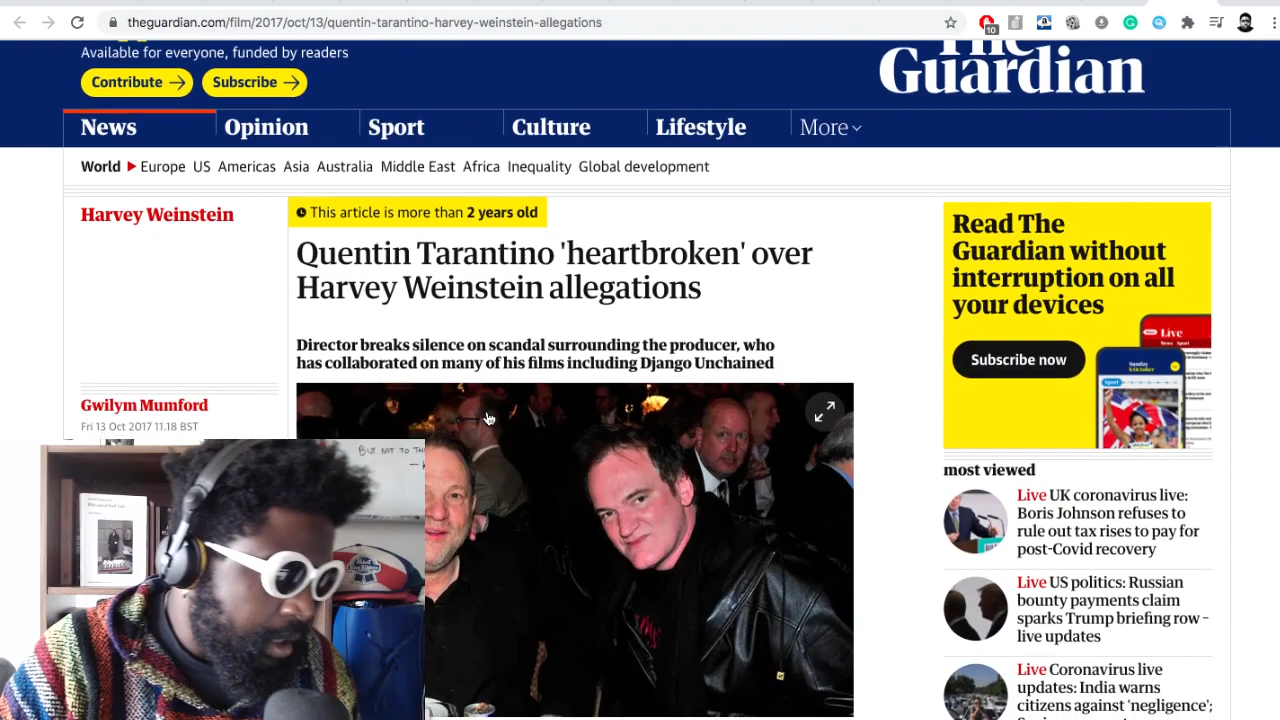 theguardian.com/film/2017/oct/13/quentin-tarantino-harvey-weinstein-allegations
10
Available for everyone, funded by readers
Contribute →
Subscribe →
The
Guardian
News
Opinion
Sport
Culture
Lifestyle
More
World
Europe US Americas Asia Australia Middle East Africa Inequality Global development
Harvey Weinstein
This article is more than 2 years old
Quentin Tarantino 'heartbroken' over
Harvey Weinstein allegations
Director breaks silence on scandal surrounding the producer, who
has collaborated on many of his films including Django Unchained
Gwilym Mumford
Fri 13 Oct 2017 11.18 BST
BUT NOT TO TH
Read The
Guardian without
interruption on all
your devices
Subscribe now
Live
most viewed
Live UK coronavirus live:
Boris Johnson refuses to
rule out tax rises to pay for
post-Covid recovery
Live US politics: Russian
bounty payments claim
sparks Trump briefing row –
live updates
Live Coronavirus live
updates: India warns
citizens against 'negligence';